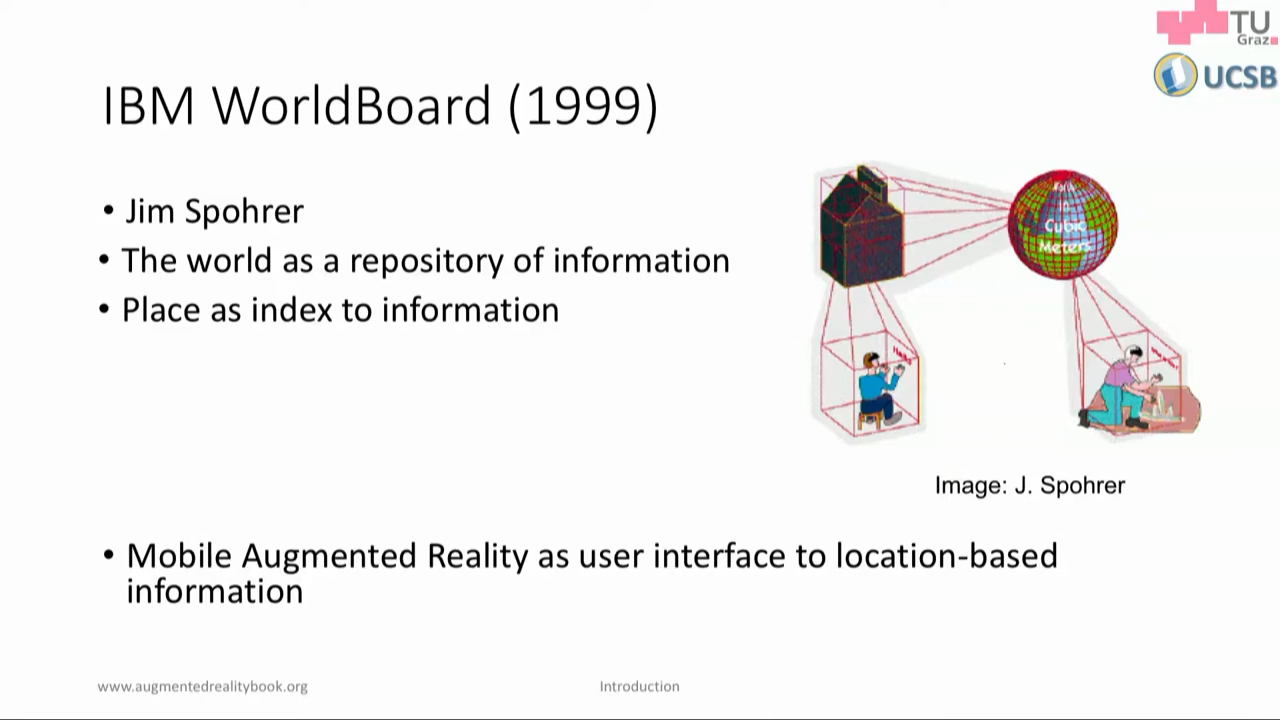 TU
Graz
UCSB
IBM WorldBoard (1999)
• Jim Spohrer
• The world as a repository of information
• Place as index to information
Cubic
Meters
Image: J. Spohrer
• Mobile Augmented Reality as user interface to location-based
information
www.augmentedrealitybook.org
Introduction